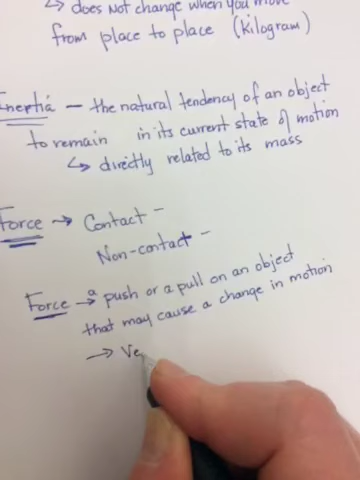 ↳ does not change when you move
from place to place (kilogram)
Inertia — the natural tendency of an object
to remain in its current state of motion
↳ directly related to its mass
Force → Contact –
Non-contact –
Force → a push or a pull on an object
that may cause a change in motion
→ Ve